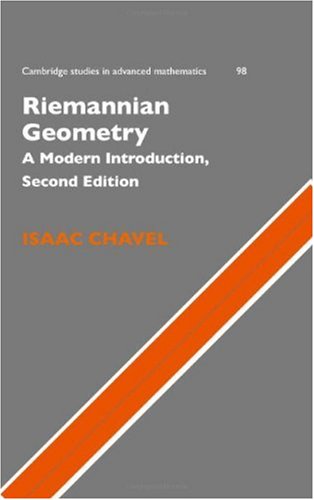 Cambridge studies in advanced mathematics 98
Riemannian
Geometry
A Modern Introduction,
Second Edition
ISAAC CHAVEL